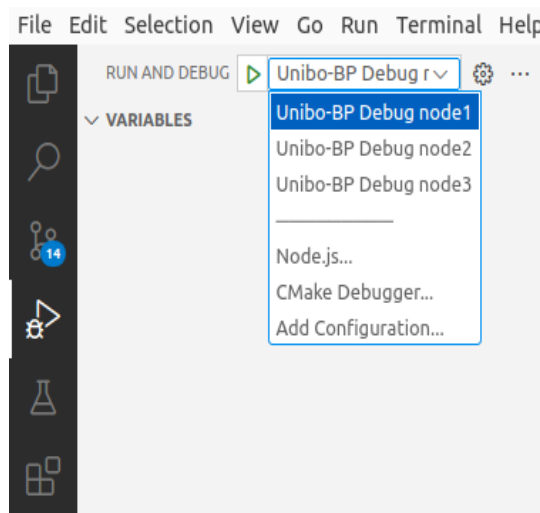 File Edit Selection View Go Run Terminal Help
RUN AND DEBUG Unibo-BP Debug r
VARIABLES
Unibo-BP Debug node1
Unibo-BP Debug node2
Unibo-BP Debug node3
Node.js...
CMake Debugger...
Add Configuration...
14